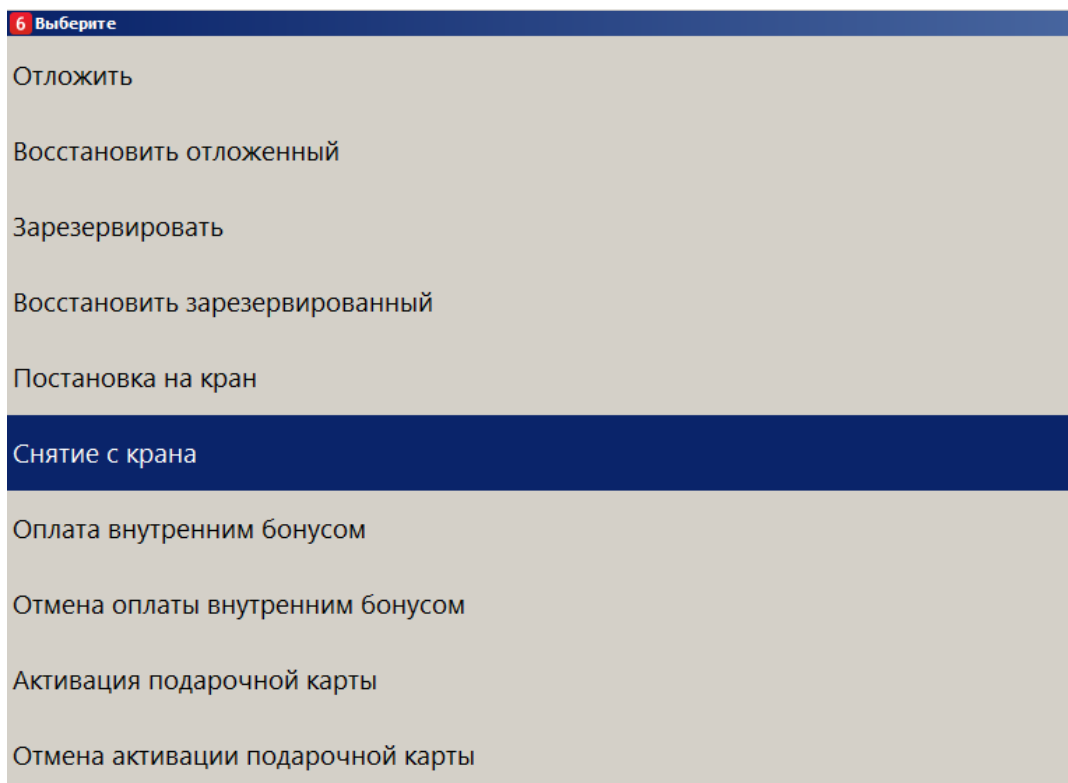 6 Выберите
Отложить
Восстановить отложенный
Зарезервировать
Восстановить зарезервированный
Постановка на кран
Снятие с крана
Оплата внутренним бонусом
Отмена оплаты внутренним бонусом
Активация подарочной карты
Отмена активации подарочной карты